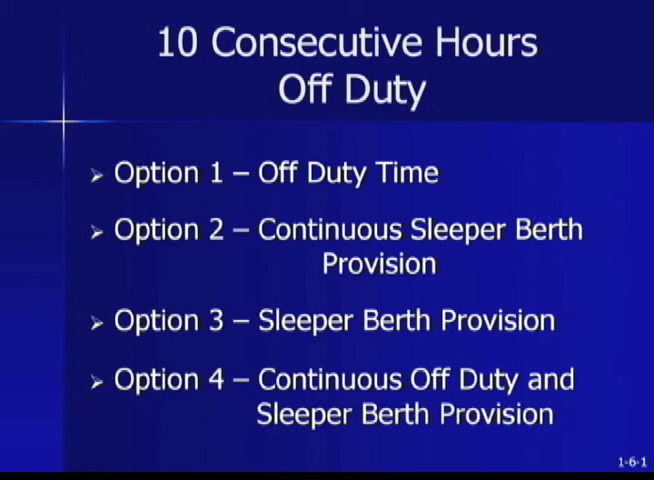 10 Consecutive Hours
Off Duty
Option 1 – Off Duty Time
Option 2 – Continuous Sleeper Berth
Provision
Option 3 – Sleeper Berth Provision
Option 4 – Continuous Off Duty and
Sleeper Berth Provision
1-6-1